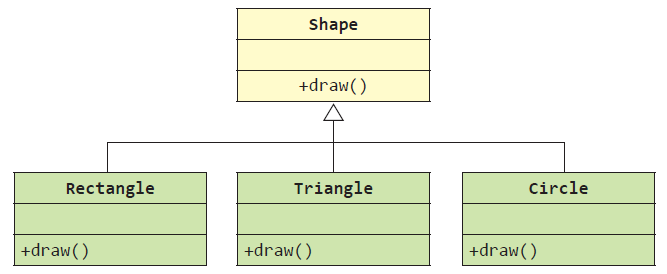 Shape
+draw()
Rectangle
Triangle
Circle
+draw()
+draw()
+draw()